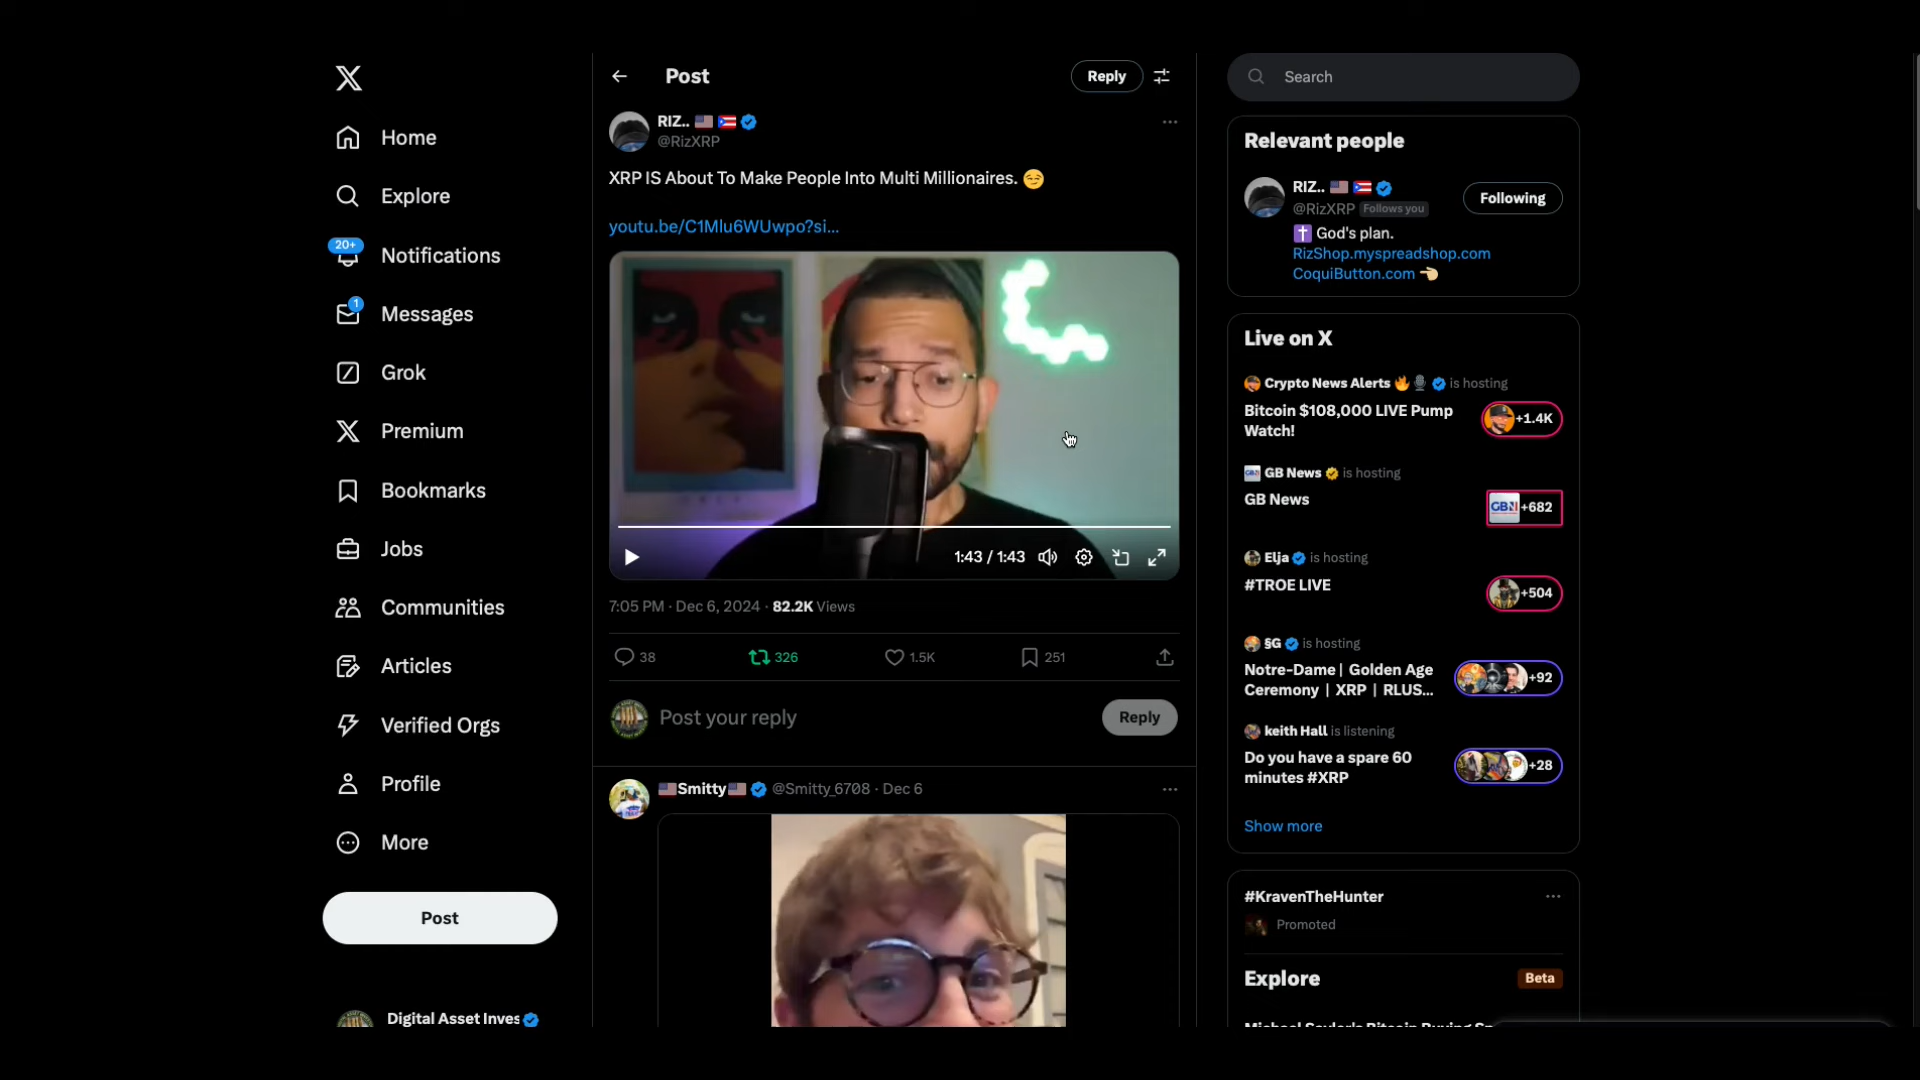 Home
Explore
20+
Notifications
1
Messages
Grok
Premium
Bookmarks
Jobs
Communities
Articles
Verified Orgs
Profile
More
Post
Digital Asset Inves
Post
Reply
RIZ..
@RizXRP
XRP IS About To Make People Into Multi Millionaires. 😏
youtu.be/C1Mlu6WUwpo?si...
1:43 / 1:43
7:05 PM · Dec 6, 2024 · 82.2K Views
38
326
1.5K
251
Post your reply
Reply
🇺🇸Smitty🇺🇸 @Smitty_6708 · Dec 6
Search
Relevant people
RIZ.. 🇺🇸 🇵🇷
@RizXRP Follows you
Following
✝️ God's plan.
RizShop.myspreadshop.com
CoquiButton.com 👈🏼
Live on X
Crypto News Alerts 🔥🎙 is hosting
Bitcoin $108,000 LIVE Pump
Watch!
+1.4K
GB News is hosting
GB News
GBN +682
Elja is hosting
#TROE LIVE
+504
§G is hosting
Notre-Dame | Golden Age
Ceremony | XRP | RLUS...
+92
keith Hall is listening
Do you have a spare 60
minutes #XRP
+28
Show more
#KravenTheHunter
Promoted
Explore
Beta